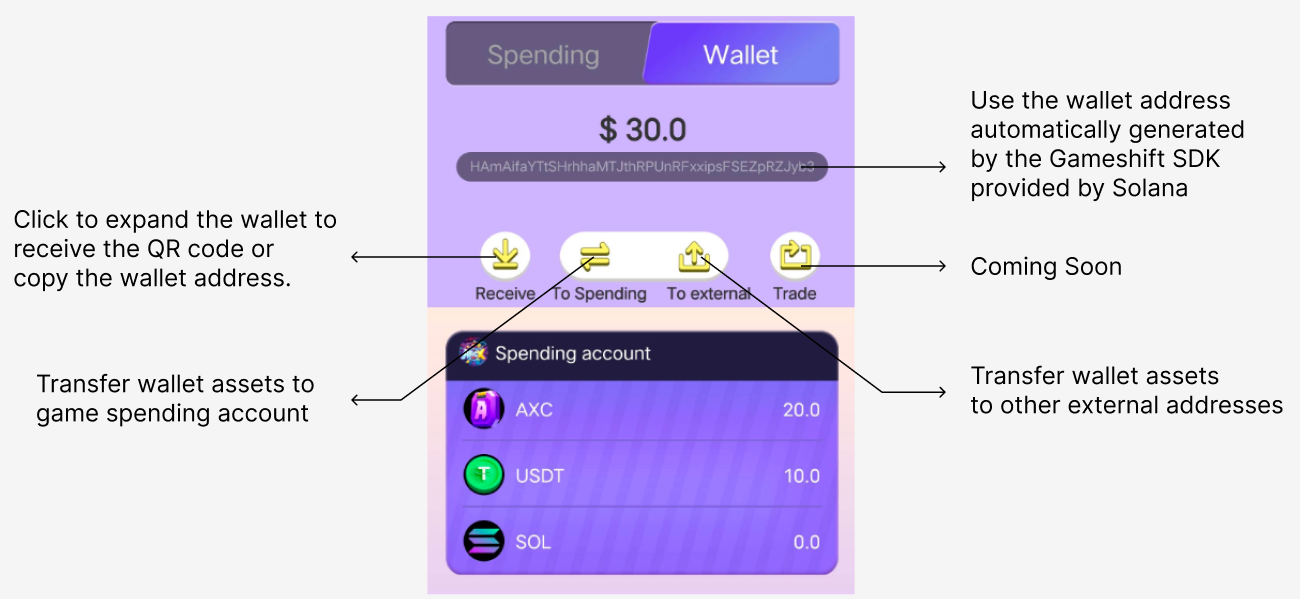 Spending
Wallet
$ 30.0
HAmAifaYTtSHrhhaMTJthRPUnRFxxipsFSEZpRZJyb3
Use the wallet address
automatically generated
by the Gameshift SDK
provided by Solana
Click to expand the wallet to
receive the QR code or
copy the wallet address.
Receive
To Spending
To external
Trade
Coming Soon
Transfer wallet assets to
game spending account
Transfer wallet assets
to other external addresses
Spending account
AXC 20.0
USDT 10.0
SOL 0.0